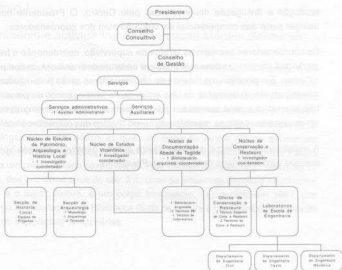 Presidente
Conselho
Consultivo
Conselho
de Gestão
Serviços
Serviços administrativos
-1 Auxiliar Administrativo
Serviços
Auxiliares
Núcleo de Estudos
de Património,
Arqueologia e
História Local
1 Investigador
coordenador
Núcleo de Estudos
Vicentinos
1 Investigador
coordenador
Núcleo de
Documentação
Abade de Tagilde
1 Bibliotecário
arquivista, coordenador
Núcleo de
Conservação e
Restauro
1 Investigador
coordenador
Secção de
História
Local
Secção de
Arqueologia
Oficina de
Conservação e
Restauro
Laboratórios
da Escola de
Engenharia
Departamento
de Engenharia
Civil
Departamento
de Engenharia
Têxtil
Departamento
de Engenharia
Mecânica